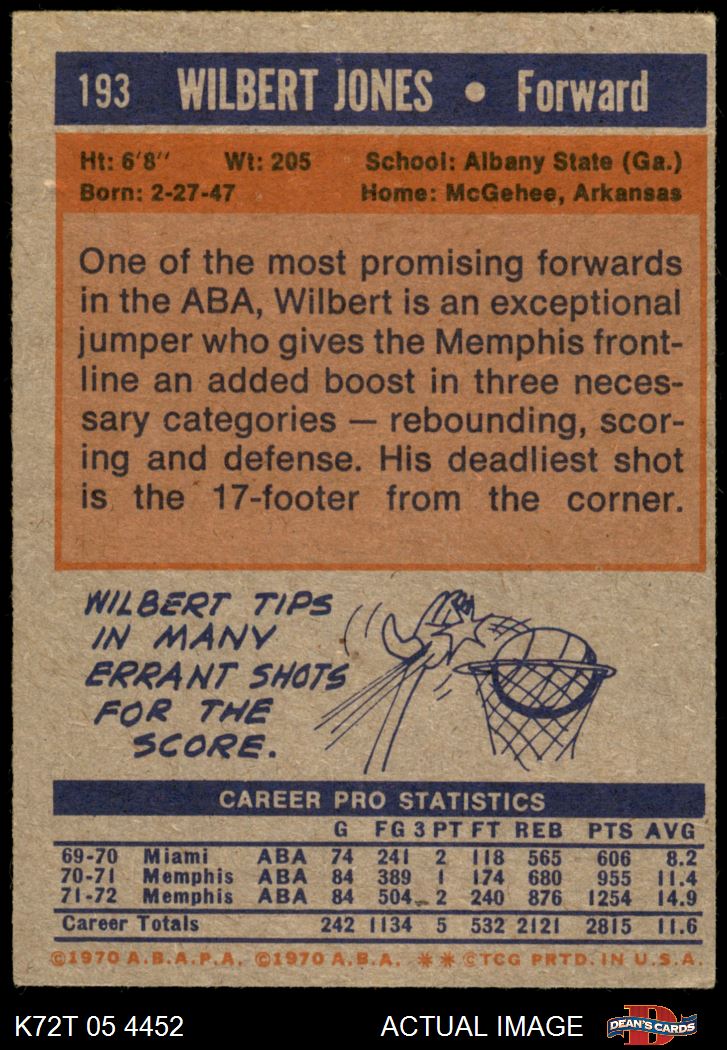 193 WILBERT JONES • Forward
Ht: 6'8" Wt: 205 School: Albany State (Ga.)
Born: 2-27-47 Home: McGehee, Arkansas
One of the most promising forwards
in the ABA, Wilbert is an exceptional
jumper who gives the Memphis front-
line an added boost in three neces-
sary categories — rebounding, scor-
ing and defense. His deadliest shot
is the 17-footer from the corner.
WILBERT TIPS
IN MANY
ERRANT SHOTS
FOR THE
SCORE.
CAREER PRO STATISTICS
G FG 3 PT FT REB PTS AVG
69-70 Miami ABA 74 241 2 118 565 606 8.2
70-71 Memphis ABA 84 389 1 174 680 955 11.4
71-72 Memphis ABA 84 504 2 240 876 1254 14.9
Career Totals 242 1134 5 532 2121 2815 11.6
©1970 A.B.A.P.A. ©1970 A.B.A. ** ©TCG PRTD. IN U.S.A.
K72T 05 4452 ACTUAL IMAGE D DEAN'S CARDS